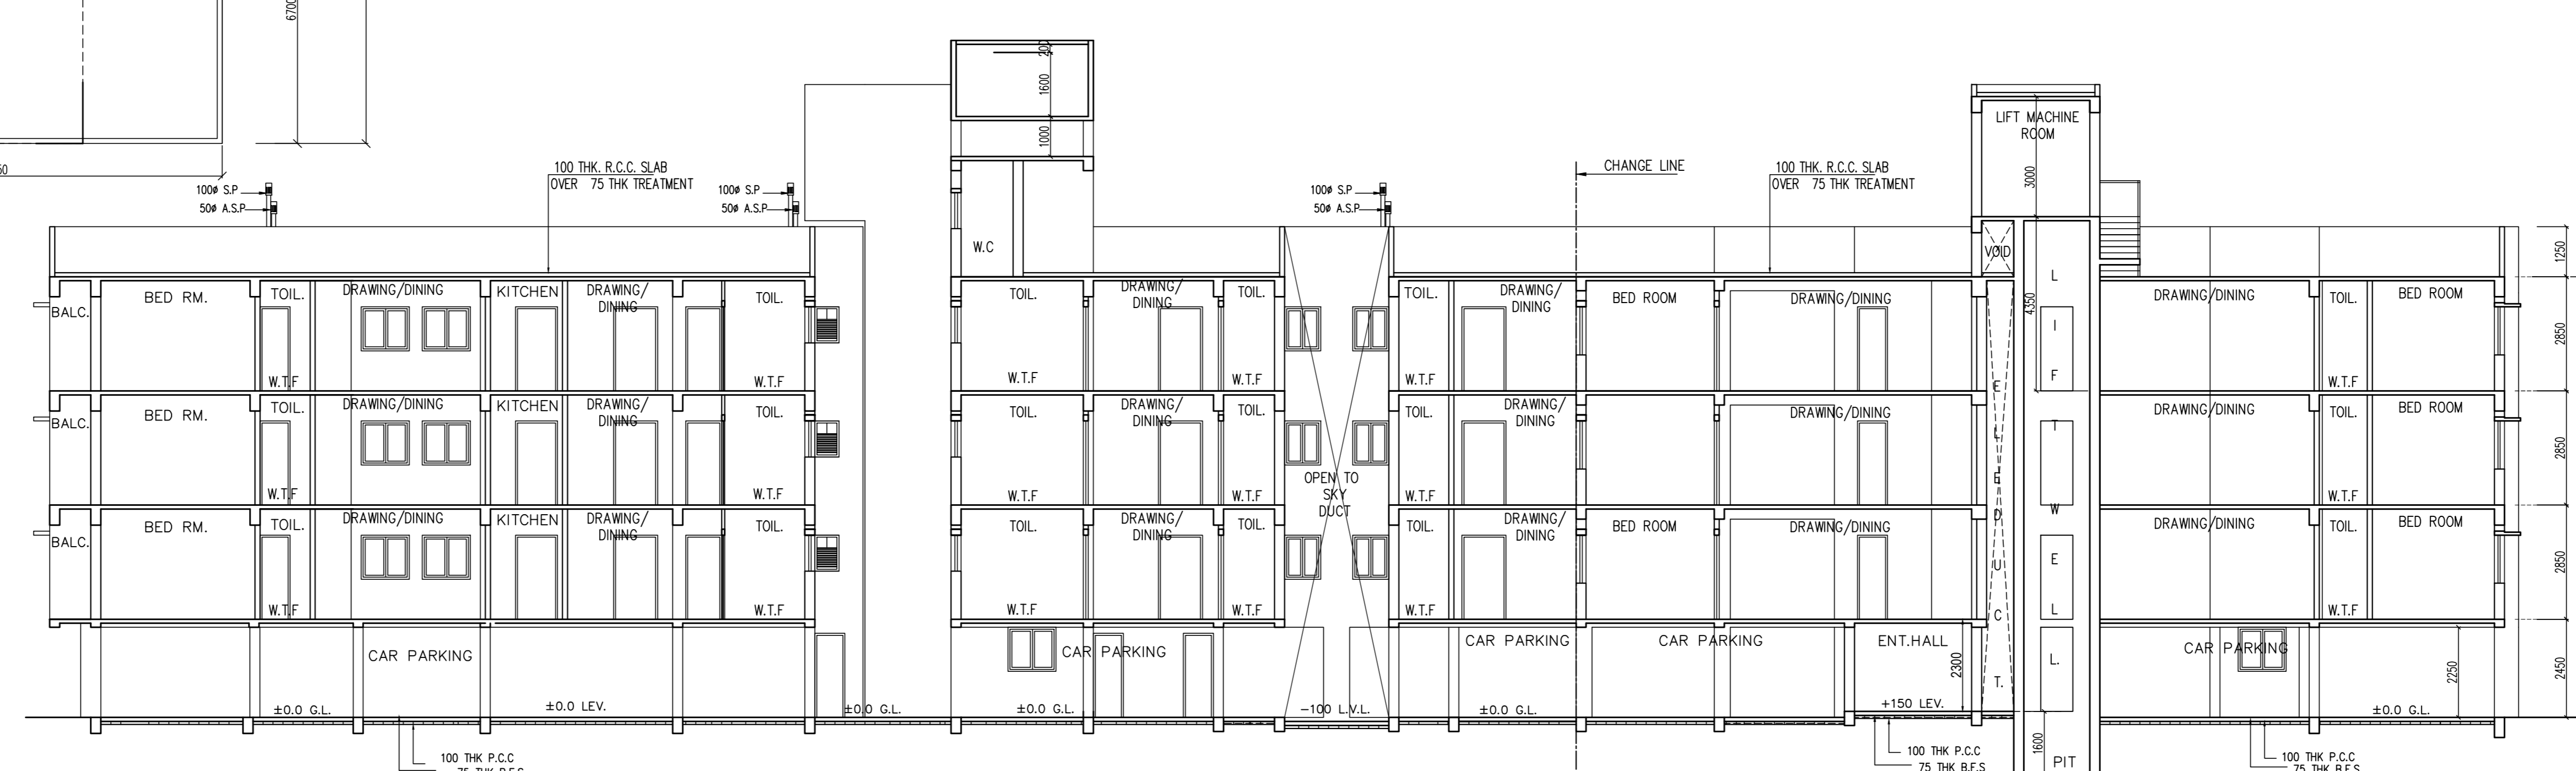 6700
50
200
1600
1000
LIFT MACHINE
ROOM
3000
100 THK. R.C.C. SLAB
OVER 75 THK TREATMENT
CHANGE LINE
100 THK. R.C.C. SLAB
OVER 75 THK TREATMENT
100ø S.P
50ø A.S.P
100ø S.P
50ø A.S.P
100ø S.P
50ø A.S.P
W.C
VOID
1250
BALC.
BED RM.
TOIL.
W.T.F
DRAWING/DINING
KITCHEN
DRAWING/
DINING
TOIL.
W.T.F
TOIL.
W.T.F
DRAWING/
DINING
TOIL.
W.T.F
TOIL.
W.T.F
DRAWING/
DINING
BED ROOM
DRAWING/DINING
4350
DRAWING/DINING
TOIL.
W.T.F
BED ROOM
2850
BALC.
BED RM.
TOIL.
W.T.F
DRAWING/DINING
KITCHEN
DRAWING/
DINING
TOIL.
W.T.F
TOIL.
W.T.F
DRAWING/
DINING
TOIL.
W.T.F
OPEN TO
SKY
DUCT
TOIL.
W.T.F
DRAWING/
DINING
DRAWING/DINING
DRAWING/DINING
TOIL.
W.T.F
BED ROOM
2850
BALC.
BED RM.
TOIL.
W.T.F
DRAWING/DINING
KITCHEN
DRAWING/
DINING
TOIL.
W.T.F
TOIL.
W.T.F
DRAWING/
DINING
TOIL.
W.T.F
TOIL.
W.T.F
DRAWING/
DINING
BED ROOM
DRAWING/DINING
DRAWING/DINING
TOIL.
W.T.F
BED ROOM
2850
E L E D U C T.
L I F T W E L L.
CAR PARKING
CAR PARKING
CAR PARKING
CAR PARKING
ENT.HALL
2300
CAR PARKING
2250
2450
±0.0 G.L.
±0.0 LEV.
±0.0 G.L.
±0.0 G.L.
-100 L.V.L.
±0.0 G.L.
+150 LEV.
±0.0 G.L.
100 THK P.C.C
75 THK B.F.S
100 THK P.C.C
75 THK B.F.S
1600
PIT
100 THK P.C.C
75 THK B.F.S